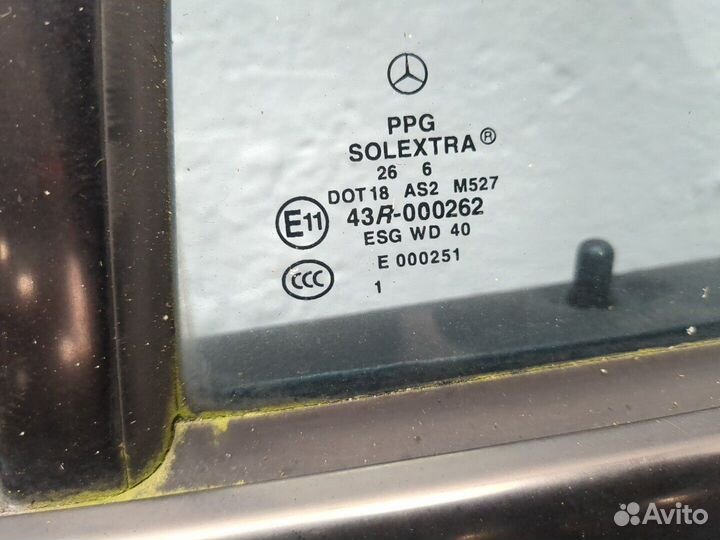 PPG
SOLEXTRA®
26 6
DOT18 AS2 M527
E11 43R-000262
ESG WD 40
CCC E 000251
1
Avito